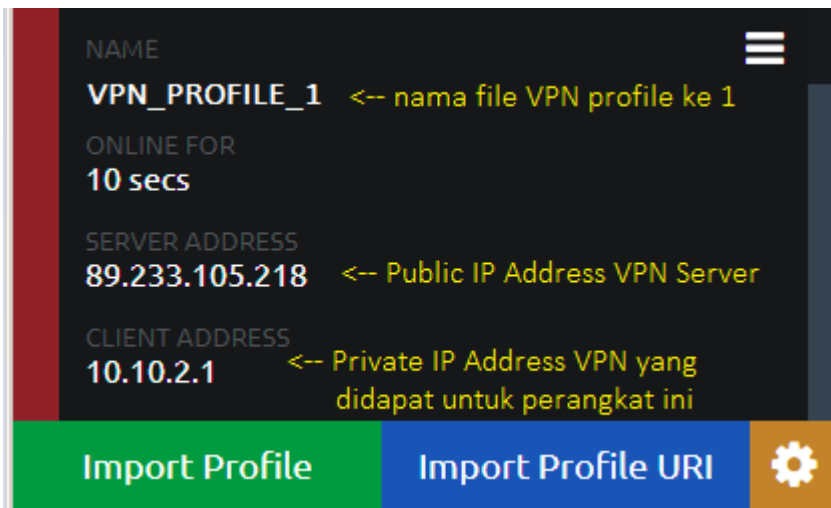 NAME
VPN_PROFILE_1 <-- nama file VPN profile ke 1
ONLINE FOR
10 secs
SERVER ADDRESS
89.233.105.218 <-- Public IP Address VPN Server
CLIENT ADDRESS
10.10.2.1 <-- Private IP Address VPN yang
didapat untuk perangkat ini
Import Profile Import Profile URI